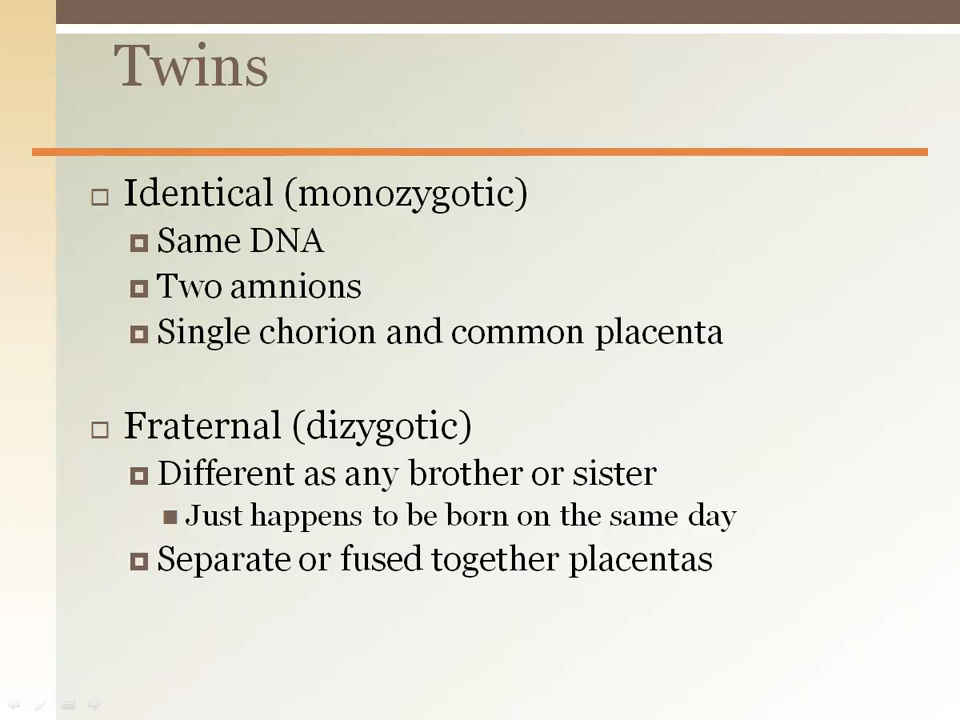 Twins
Identical (monozygotic)
Same DNA
Two amnions
Single chorion and common placenta
Fraternal (dizygotic)
Different as any brother or sister
Just happens to be born on the same day
Separate or fused together placentas